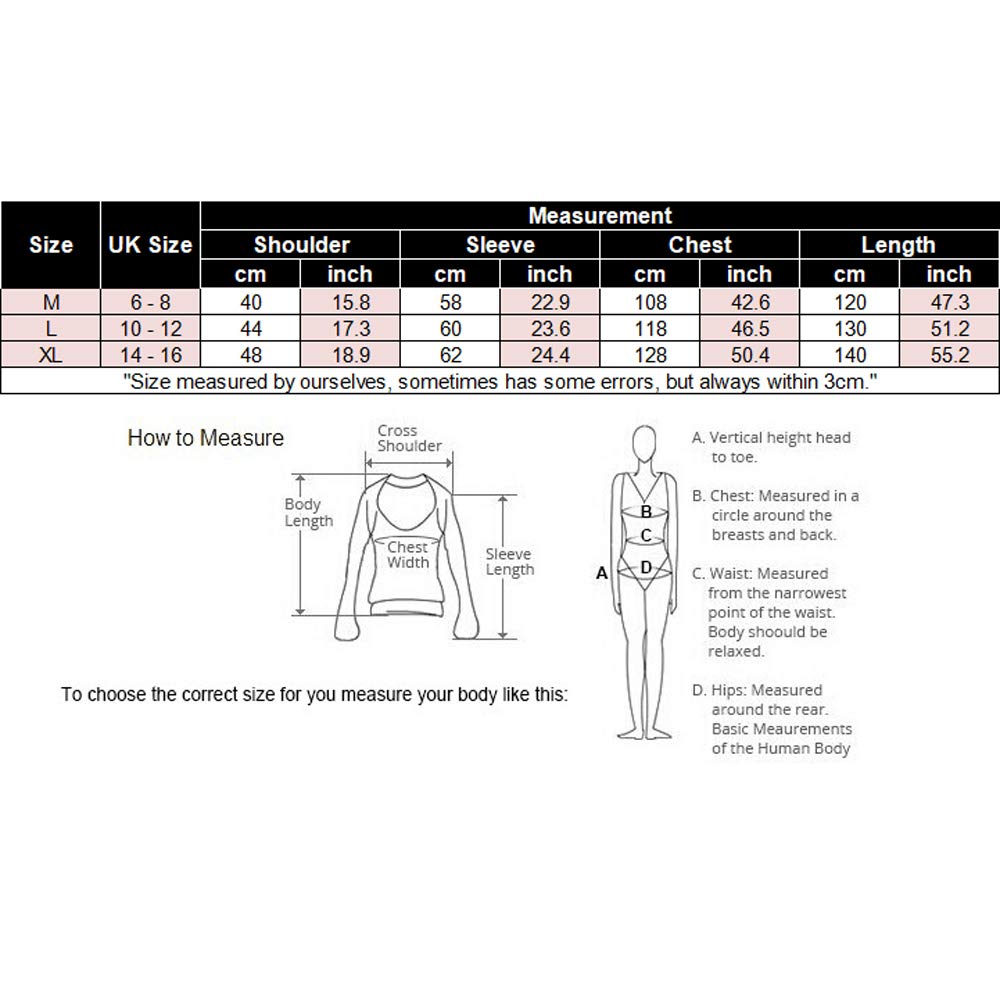 Measurement
Size UK Size Shoulder Sleeve Chest Length
cm inch cm inch cm inch cm inch
M 6 - 8 40 15.8 58 22.9 108 42.6 120 47.3
L 10 - 12 44 17.3 60 23.6 118 46.5 130 51.2
XL 14 - 16 48 18.9 62 24.4 128 50.4 140 55.2
"Size measured by ourselves, sometimes has some errors, but always within 3cm."
How to Measure
Cross
Shoulder
Body
Length
Chest
Width
Sleeve
Length
To choose the correct size for you measure your body like this:
A
B
C
D
A. Vertical height head
to toe.
B. Chest: Measured in a
circle around the
breasts and back.
C. Waist: Measured
from the narrowest
point of the waist.
Body shoould be
relaxed.
D. Hips: Measured
around the rear.
Basic Meaurements
of the Human Body